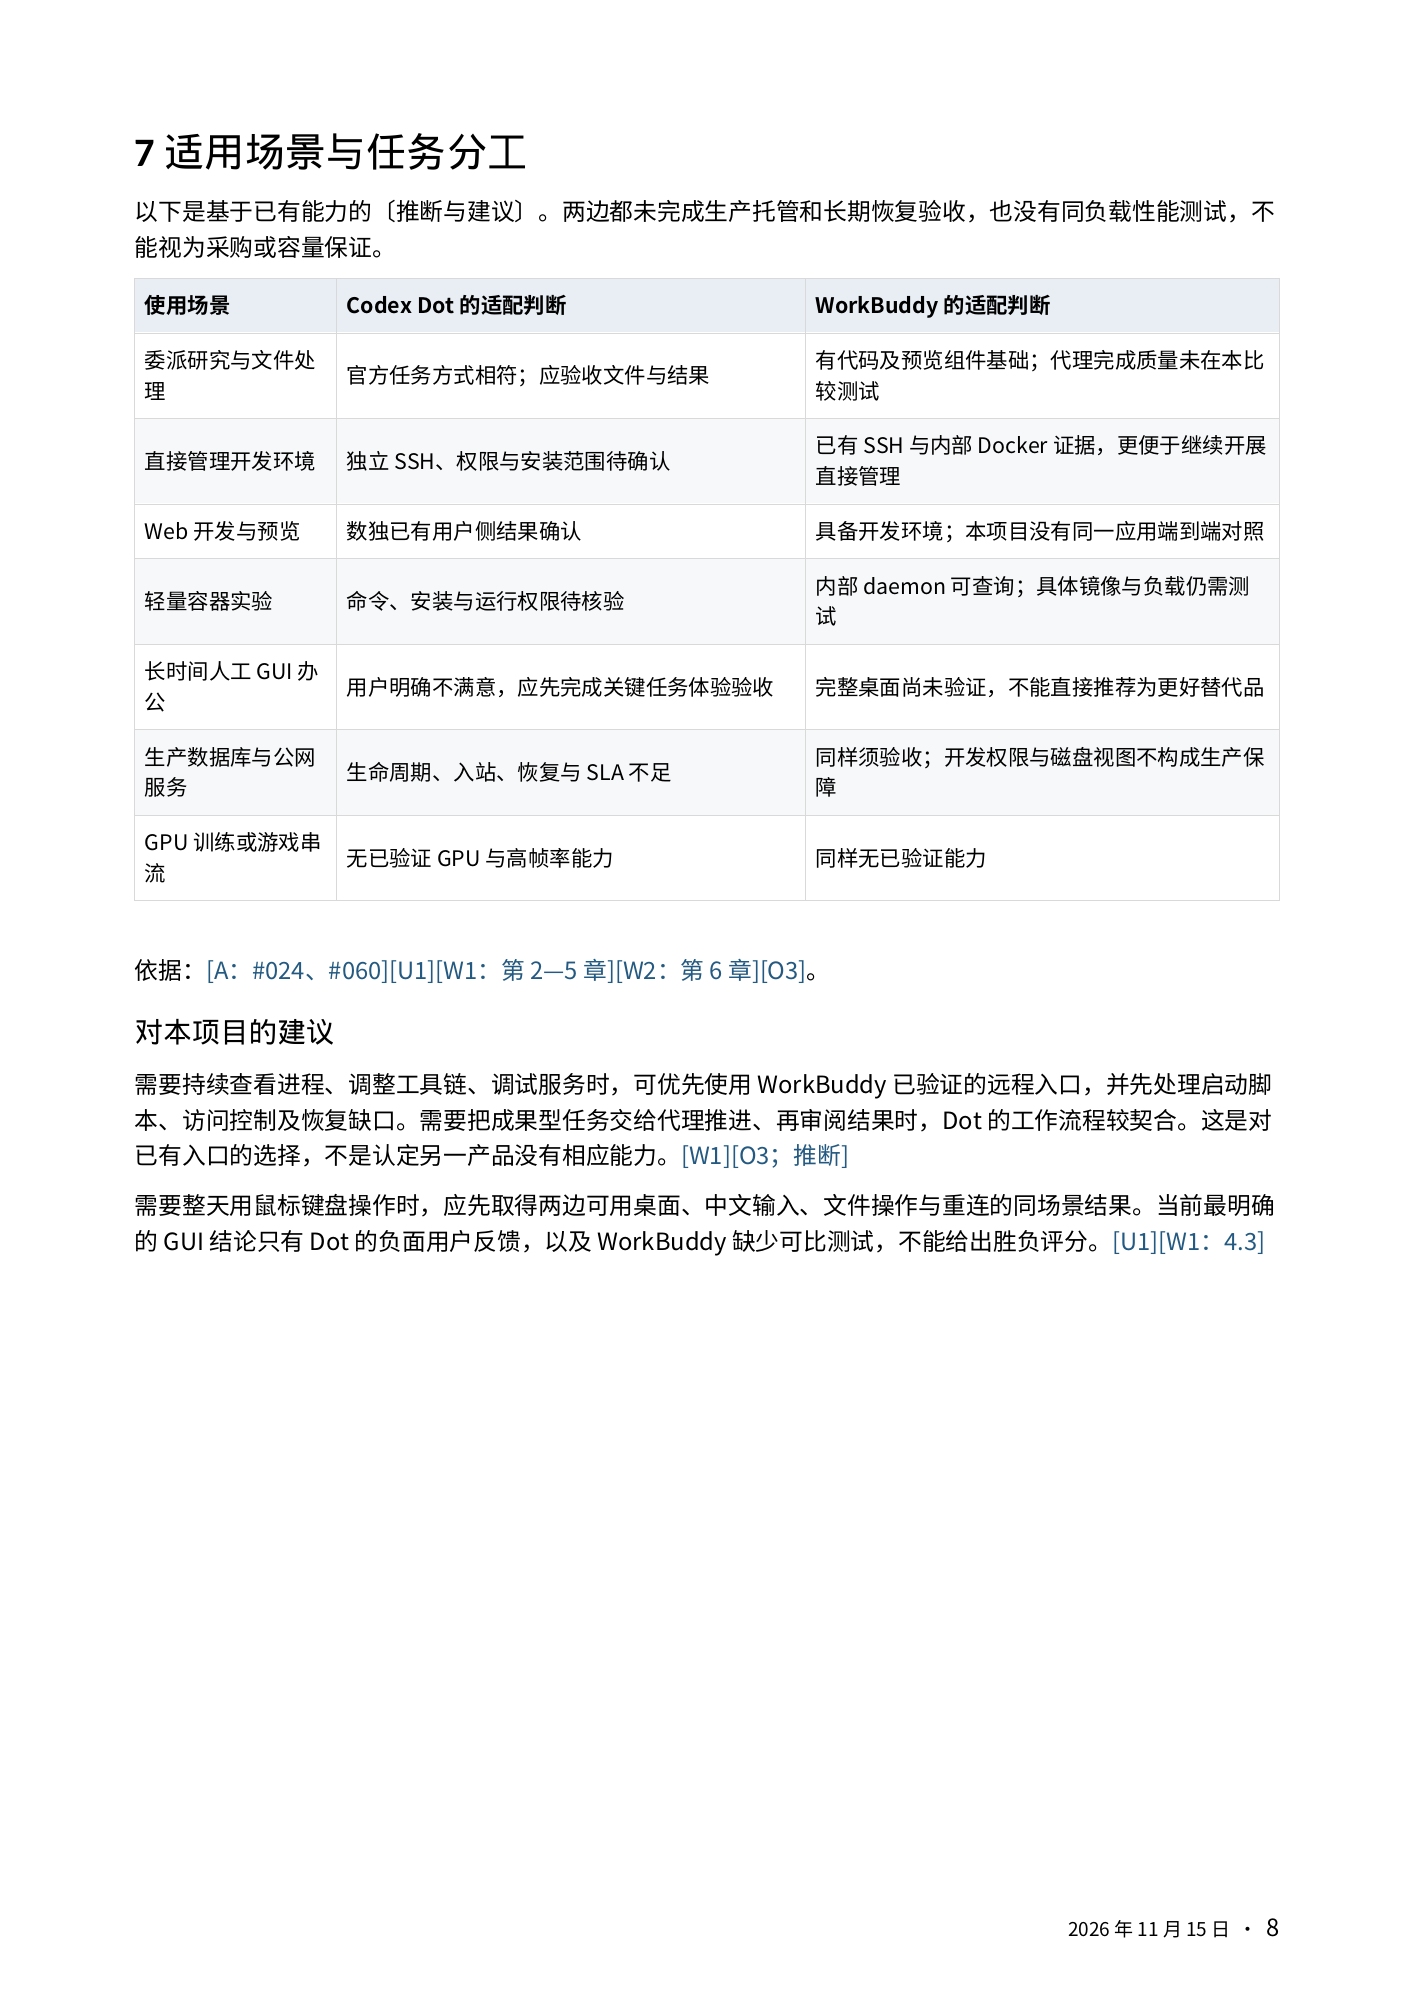 7 适用场景与任务分工
以下是基于已有能力的〔推断与建议〕。两边都未完成生产托管和长期恢复验收，也没有同负载性能测试，不
能视为采购或容量保证。
使用场景 Codex Dot 的适配判断 WorkBuddy 的适配判断
委派研究与文件处
理
官方任务方式相符；应验收文件与结果
有代码及预览组件基础；代理完成质量未在本比
较测试
直接管理开发环境
独立 SSH、权限与安装范围待确认
已有 SSH 与内部 Docker 证据，更便于继续开展
直接管理
Web 开发与预览 数独已有用户侧结果确认 具备开发环境；本项目没有同一应用端到端对照
轻量容器实验
命令、安装与运行权限待核验
内部 daemon 可查询；具体镜像与负载仍需测
试
长时间人工 GUI 办
公
用户明确不满意，应先完成关键任务体验验收
完整桌面尚未验证，不能直接推荐为更好替代品
生产数据库与公网
服务
生命周期、入站、恢复与 SLA 不足
同样须验收；开发权限与磁盘视图不构成生产保
障
GPU 训练或游戏串
流
无已验证 GPU 与高帧率能力
同样无已验证能力
依据：[A：#024、#060][U1][W1：第 2—5 章][W2：第 6 章][O3]。
对本项目的建议
需要持续查看进程、调整工具链、调试服务时，可优先使用 WorkBuddy 已验证的远程入口，并先处理启动脚
本、访问控制及恢复缺口。需要把成果型任务交给代理推进、再审阅结果时，Dot 的工作流程较契合。这是对
已有入口的选择，不是认定另一产品没有相应能力。[W1][O3；推断]
需要整天用鼠标键盘操作时，应先取得两边可用桌面、中文输入、文件操作与重连的同场景结果。当前最明确
的 GUI 结论只有 Dot 的负面用户反馈，以及 WorkBuddy 缺少可比测试，不能给出胜负评分。[U1][W1：4.3]
2026 年 11 月 15 日 · 8